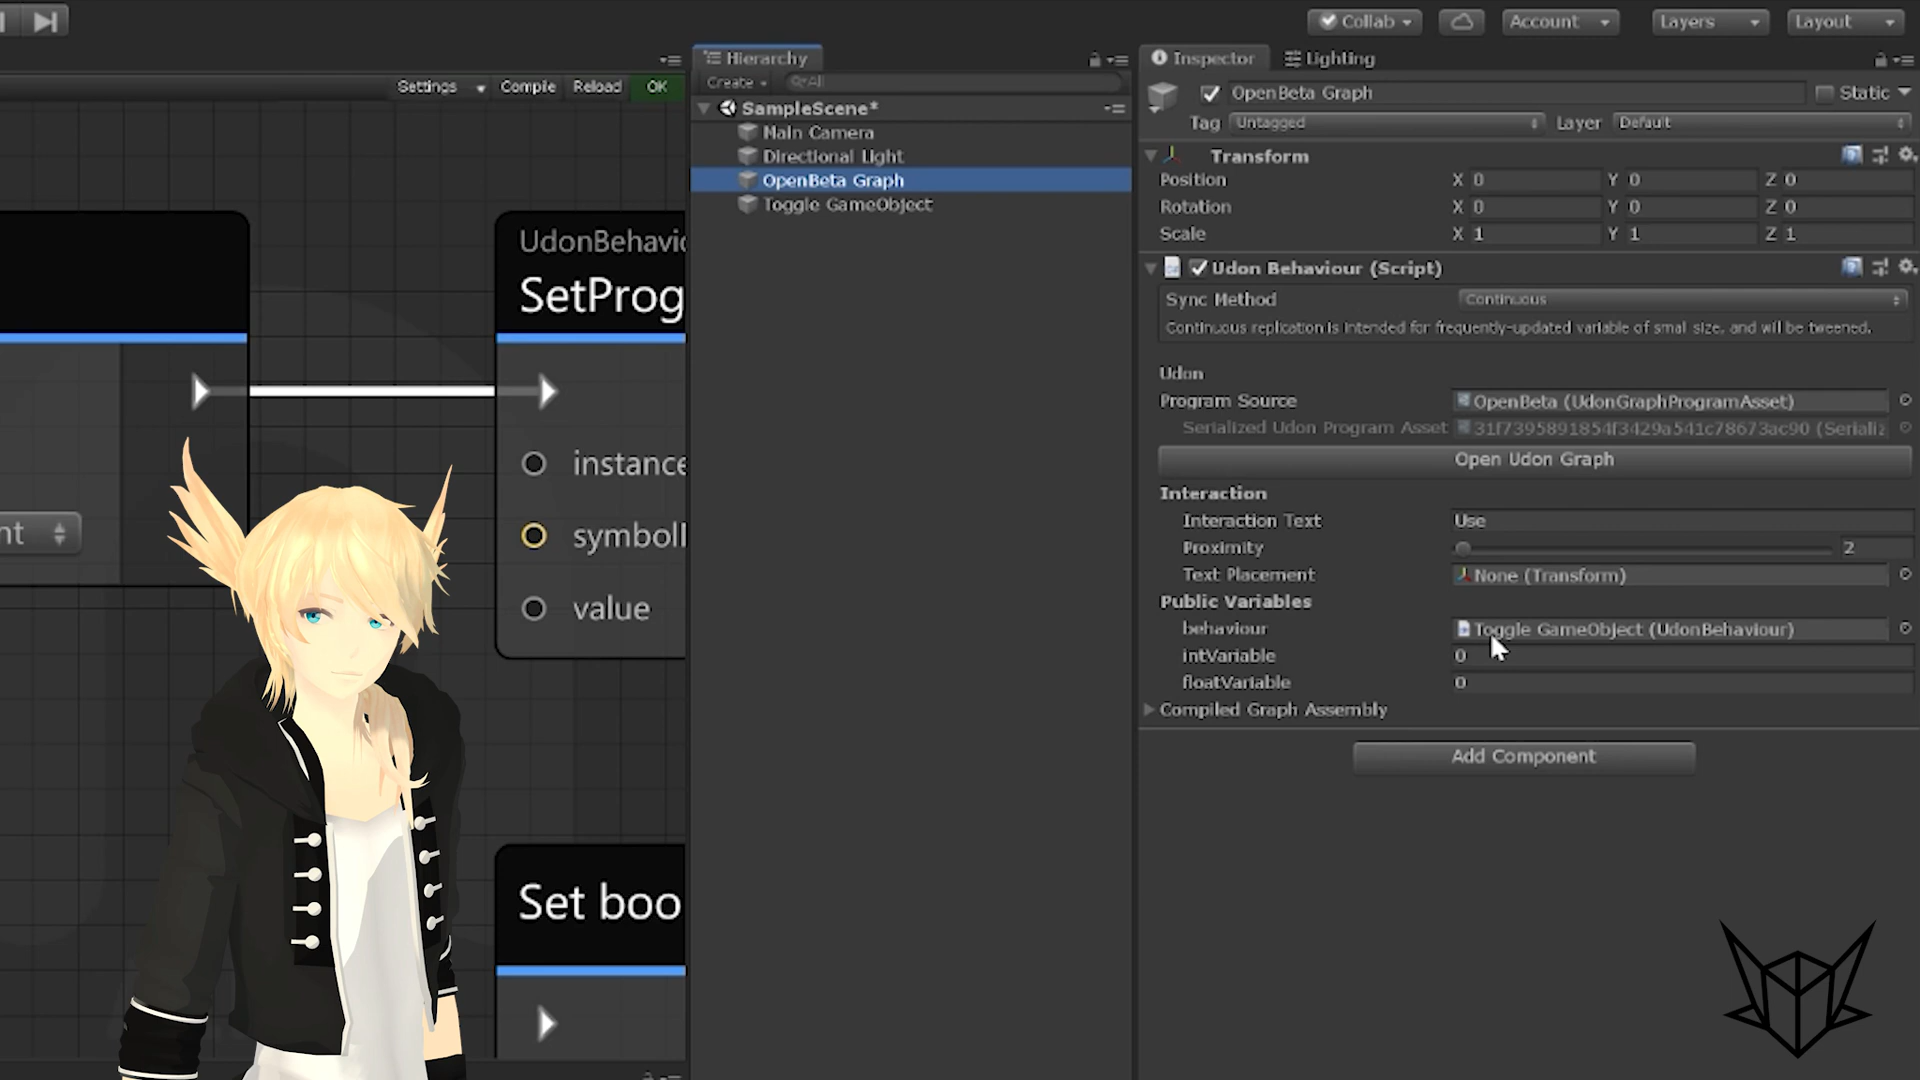 Collab
Account
Layers
Layout
Settings
Compile
Reload
OK
UdonBehavio
SetProg
instance
symboll
value
nt
Set boo
Hierarchy
Create
All
SampleScene*
Main Camera
Directional Light
OpenBeta Graph
Toggle GameObject
Inspector
Lighting
OpenBeta Graph
Static
Tag Untagged
Layer Default
Transform
Position X 0 Y 0 Z 0
Rotation X 0 Y 0 Z 0
Scale X 1 Y 1 Z 1
Udon Behaviour (Script)
Sync Method Continuous
Continuous replication is intended for frequently-updated variable of small size, and will be tweened.
Udon
Program Source OpenBeta (UdonGraphProgramAsset)
Serialized Udon Program Asset 31f7395891854f3429a541c78673ac90 (Serializ
Open Udon Graph
Interaction
Interaction Text Use
Proximity 2
Text Placement None (Transform)
Public Variables
behaviour Toggle GameObject (UdonBehaviour)
intVariable 0
floatVariable 0
Compiled Graph Assembly
Add Component